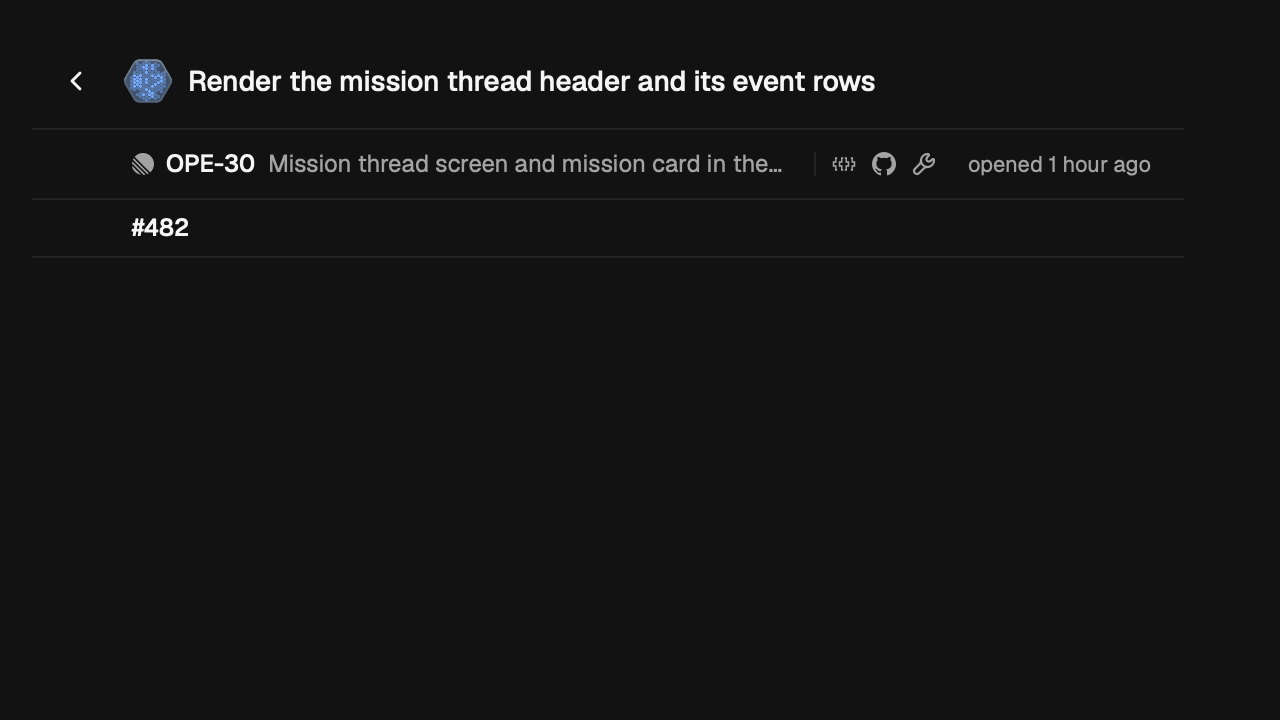 Render the mission thread header and its event rows
OPE-30 Mission thread screen and mission card in the… opened 1 hour ago
#482